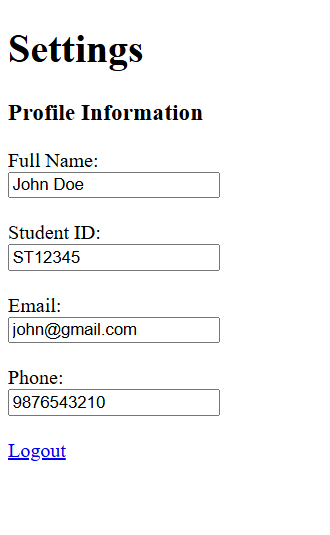 Settings
Profile Information
Full Name:
John Doe
Student ID:
ST12345
Email:
john@gmail.com
Phone:
9876543210
Logout